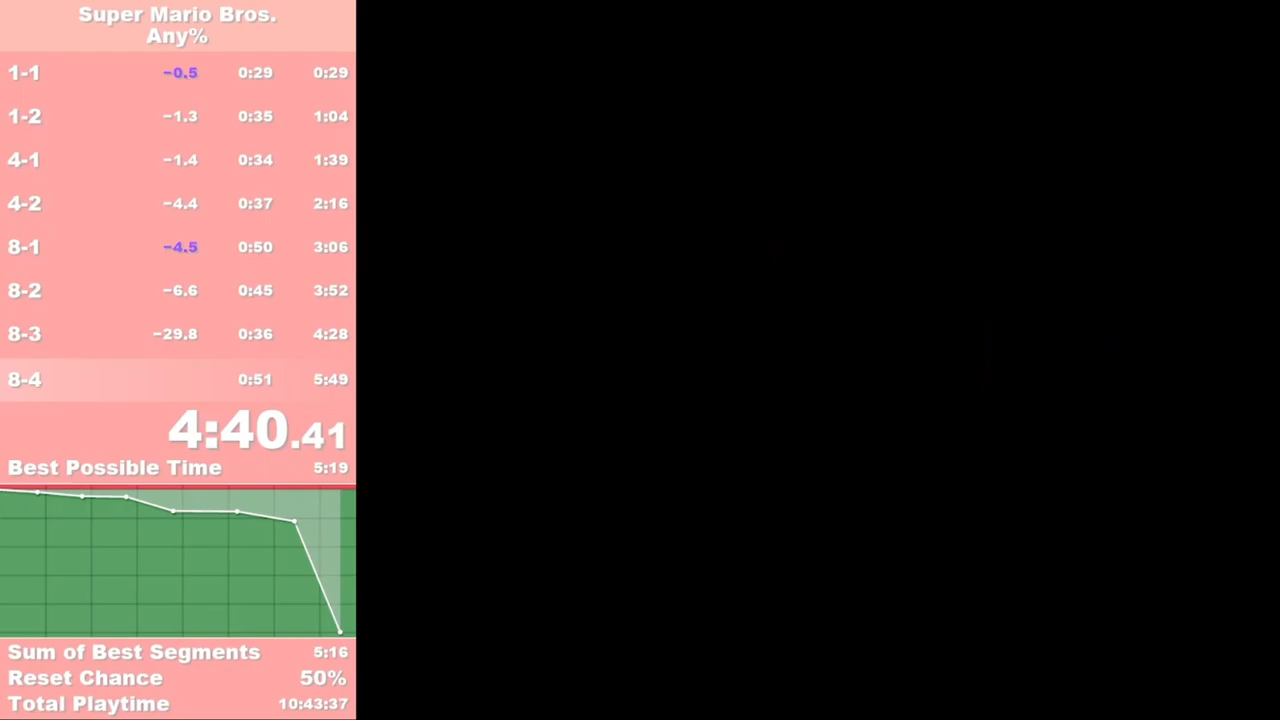 Super Mario Bros.
Any%
1-1 −0.5 0:29 0:29
1-2 −1.3 0:35 1:04
4-1 −1.4 0:34 1:39
4-2 −4.4 0:37 2:16
8-1 −4.5 0:50 3:06
8-2 −6.6 0:45 3:52
8-3 −29.8 0:36 4:28
8-4 0:51 5:49
4:40.41
Best Possible Time 5:19
Sum of Best Segments 5:16
Reset Chance 50%
Total Playtime 10:43:37